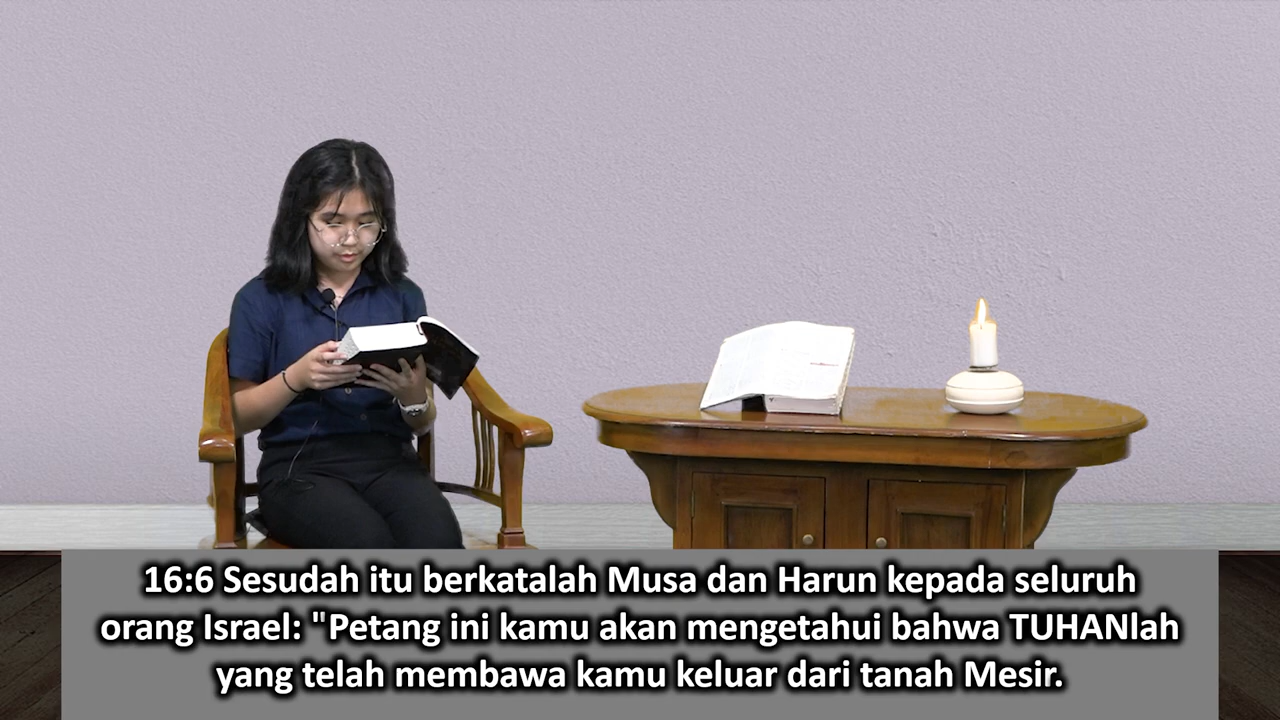 16:6 Sesudah itu berkatalah Musa dan Harun kepada seluruh
orang Israel: "Petang ini kamu akan mengetahui bahwa TUHANlah
yang telah membawa kamu keluar dari tanah Mesir.